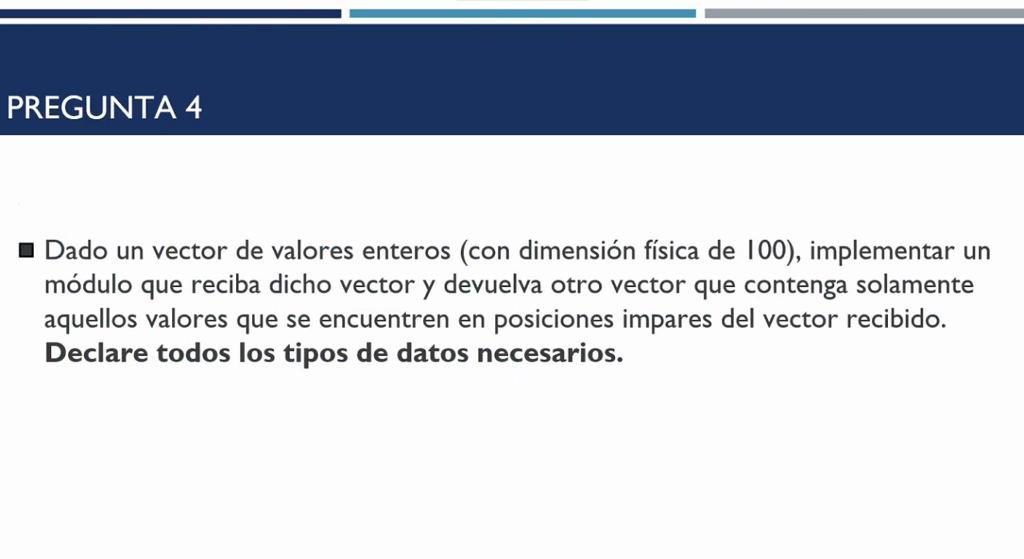 PREGUNTA 4
Dado un vector de valores enteros (con dimensión física de 100), implementar un
módulo que reciba dicho vector y devuelva otro vector que contenga solamente
aquellos valores que se encuentren en posiciones impares del vector recibido.
Declare todos los tipos de datos necesarios.